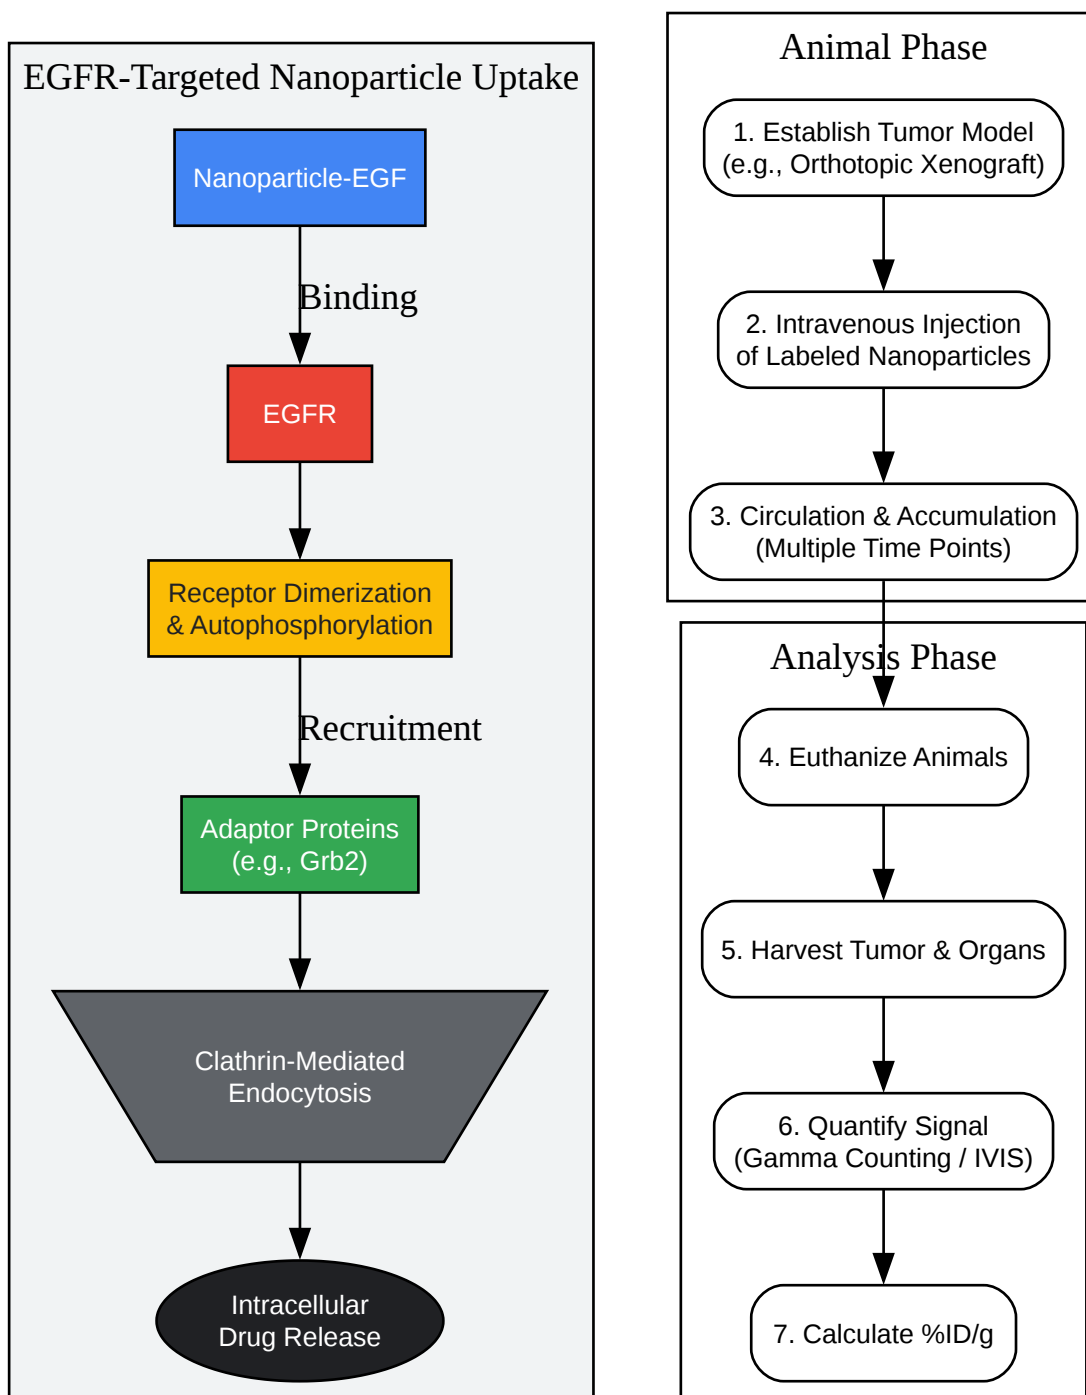 EGFR-Targeted Nanoparticle Uptake
Nanoparticle-EGF
Binding
EGFR
Receptor Dimerization
& Autophosphorylation
Recruitment
Adaptor Proteins
(e.g., Grb2)
Clathrin-Mediated
Endocytosis
Intracellular
Drug Release
Animal Phase
1. Establish Tumor Model
(e.g., Orthotopic Xenograft)
2. Intravenous Injection
of Labeled Nanoparticles
3. Circulation & Accumulation
(Multiple Time Points)
Analysis Phase
4. Euthanize Animals
5. Harvest Tumor & Organs
6. Quantify Signal
(Gamma Counting / IVIS)
7. Calculate %ID/g